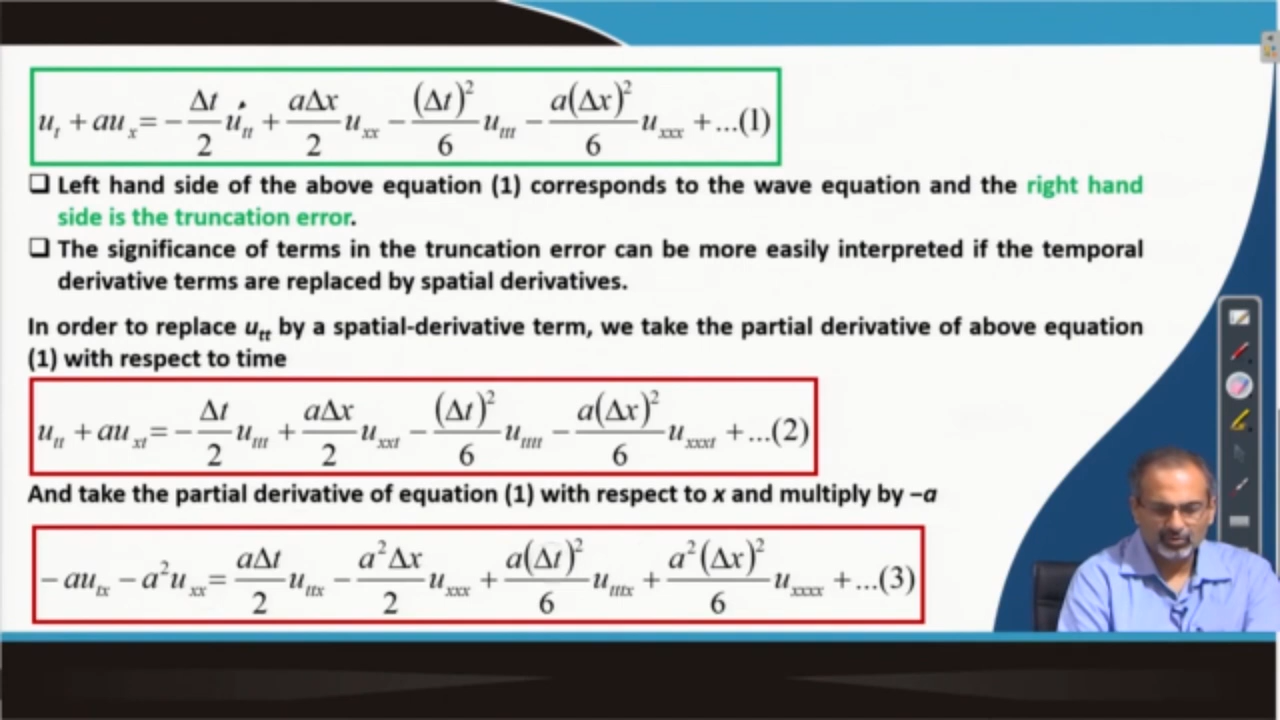 u_t + au_x = −Δt/2 u_tt + aΔx/2 u_xx − (Δt)²/6 u_ttt − a(Δx)²/6 u_xxx + ...(1)
❑ Left hand side of the above equation (1) corresponds to the wave equation and the right hand
side is the truncation error.
❑ The significance of terms in the truncation error can be more easily interpreted if the temporal
derivative terms are replaced by spatial derivatives.
In order to replace u_tt by a spatial-derivative term, we take the partial derivative of above equation
(1) with respect to time
u_tt + au_xt = −Δt/2 u_ttt + aΔx/2 u_xxt − (Δt)²/6 u_tttt − a(Δx)²/6 u_xxxt + ...(2)
And take the partial derivative of equation (1) with respect to x and multiply by –a
− au_tx − a²u_xx = aΔt/2 u_ttx − a²Δx/2 u_xxx + a(Δt)²/6 u_tttx + a²(Δx)²/6 u_xxxx + ...(3)